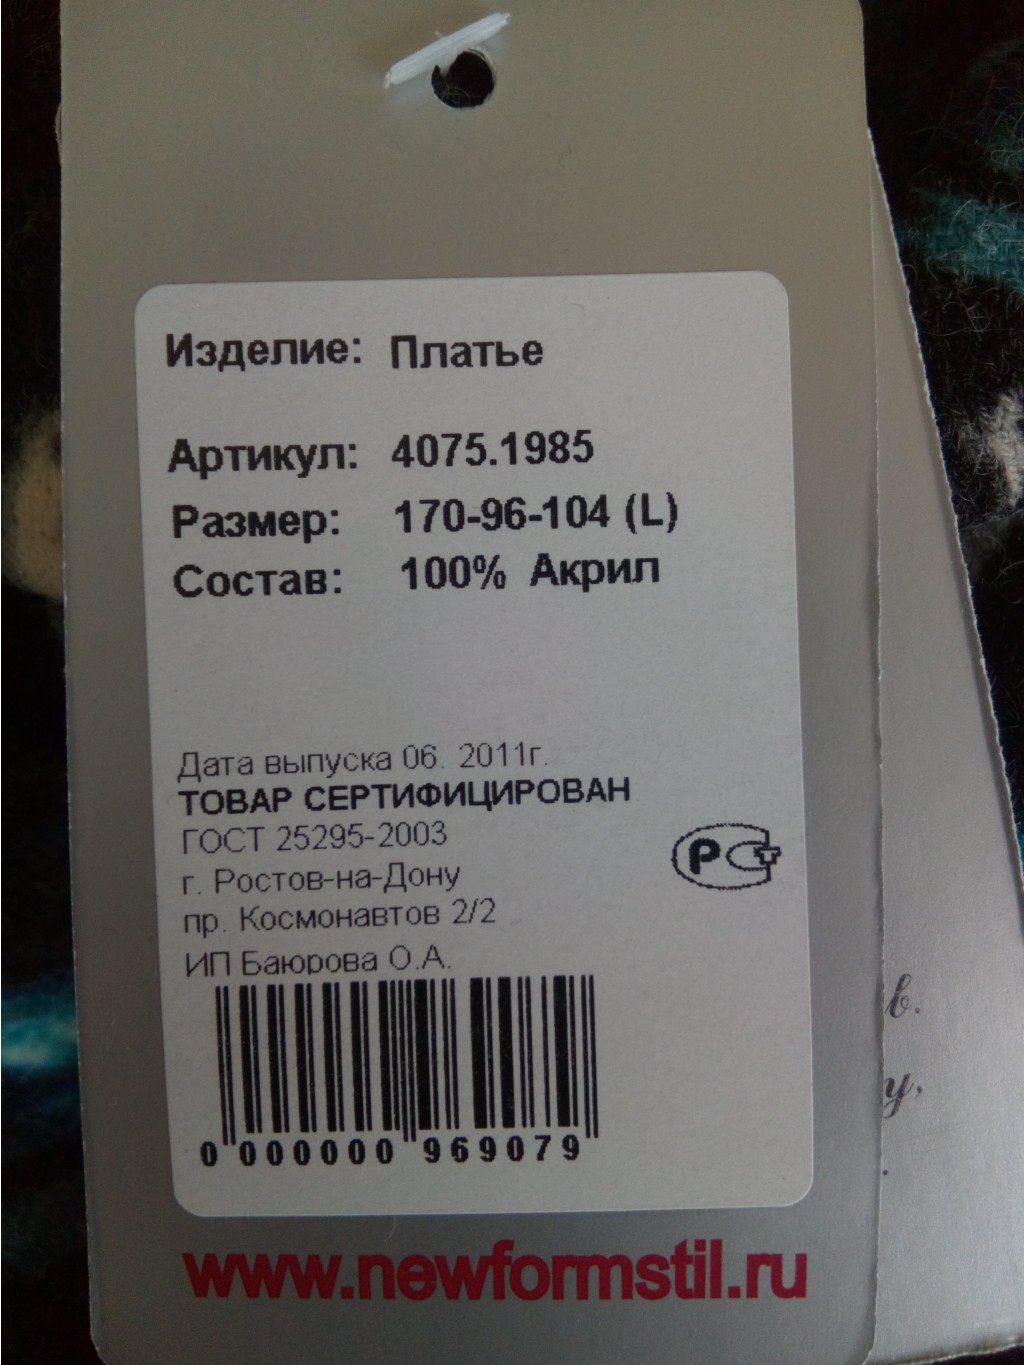 Изделие: Платье
Артикул: 4075.1985
Размер: 170-96-104 (L)
Состав: 100% Акрил
Дата выпуска 06. 2011г.
ТОВАР СЕРТИФИЦИРОВАН
ГОСТ 25295-2003
г. Ростов-на-Дону
пр. Космонавтов 2/2
ИП Баюрова О.А.
РСТ
0 000000 969079
www.newformstil.ru